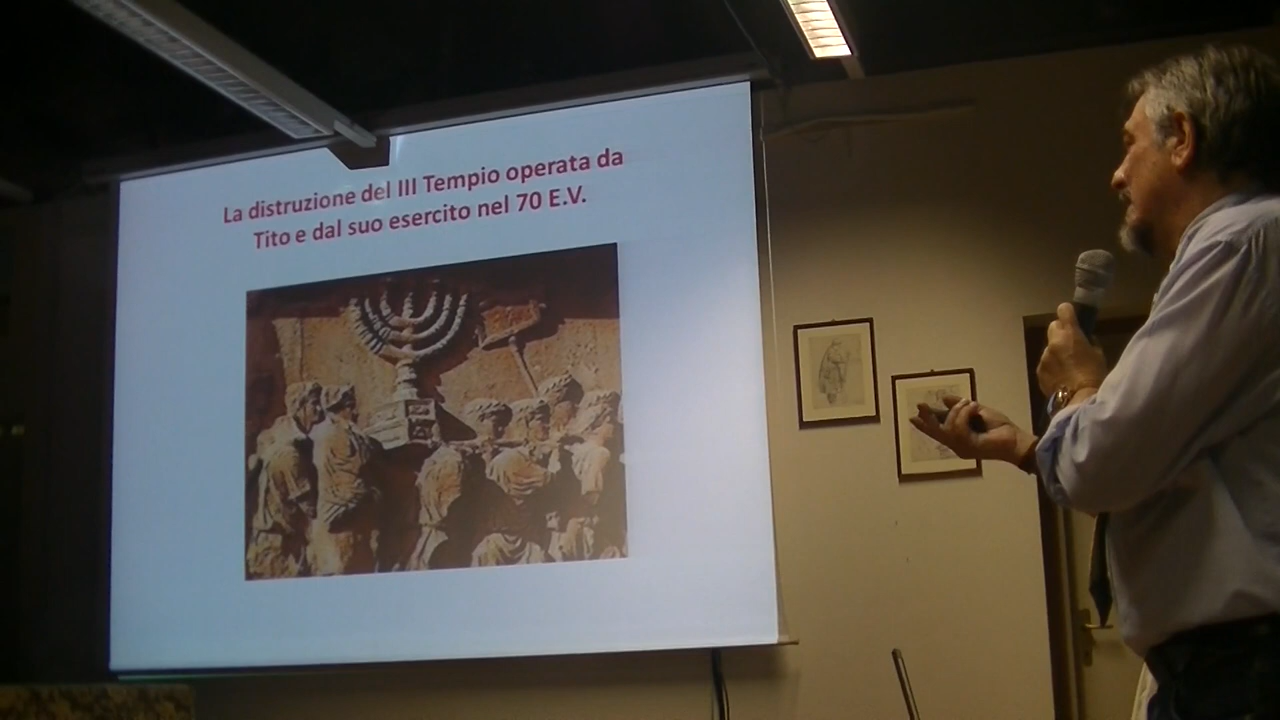 La distruzione del III Tempio operata da
Tito e dal suo esercito nel 70 E.V.